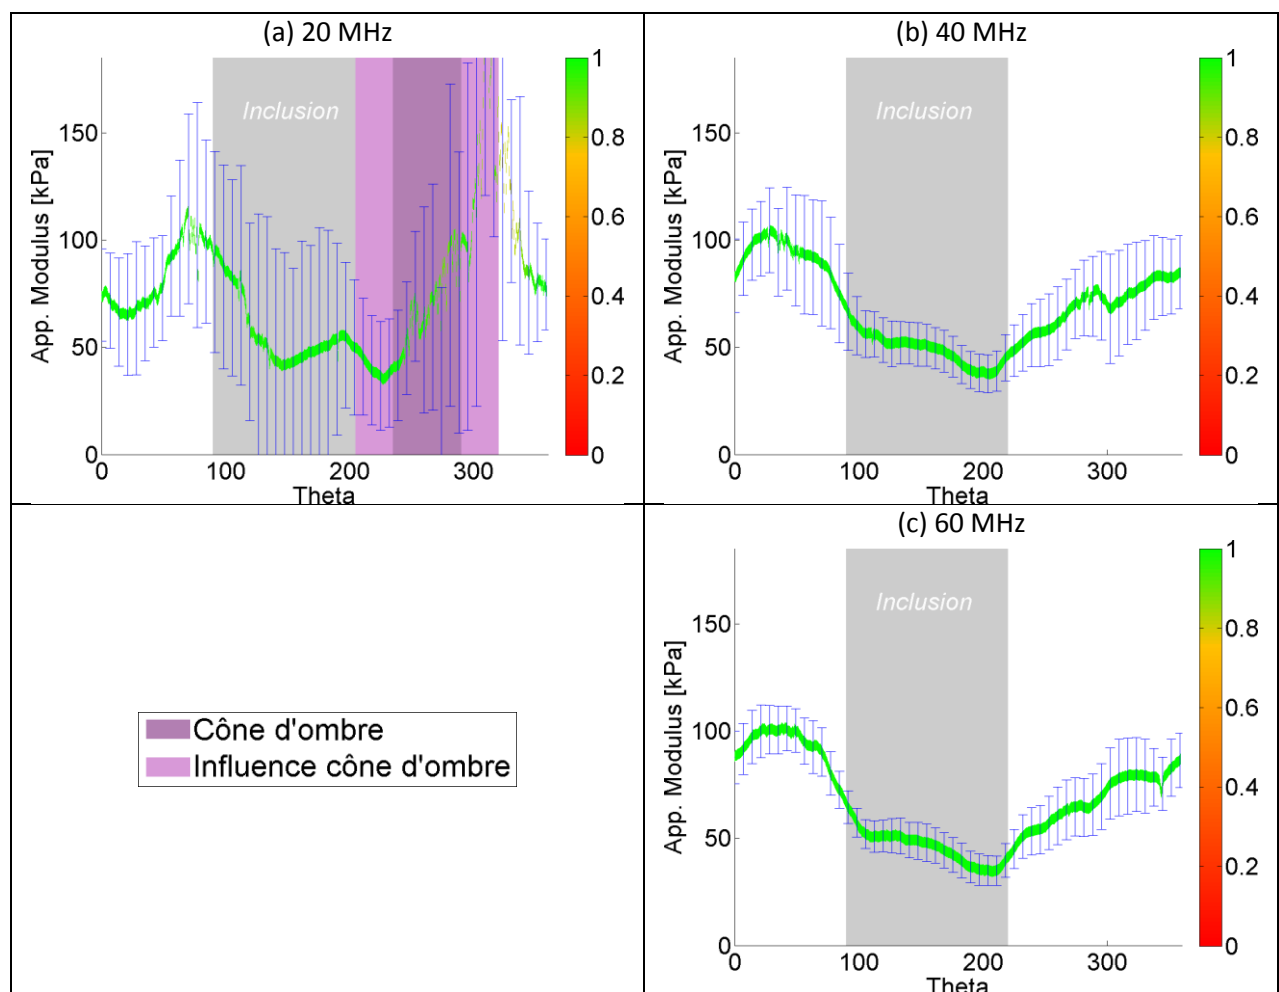 (a) 20 MHz
Inclusion
App. Modulus [kPa]
150
100
50
0
0 100 200 300
Theta
1
0.8
0.6
0.4
0.2
0
(b) 40 MHz
Inclusion
App. Modulus [kPa]
150
100
50
0
0 100 200 300
Theta
1
0.8
0.6
0.4
0.2
0
Cône d'ombre
Influence cône d'ombre
(c) 60 MHz
Inclusion
App. Modulus [kPa]
150
100
50
0
0 100 200 300
Theta
1
0.8
0.6
0.4
0.2
0